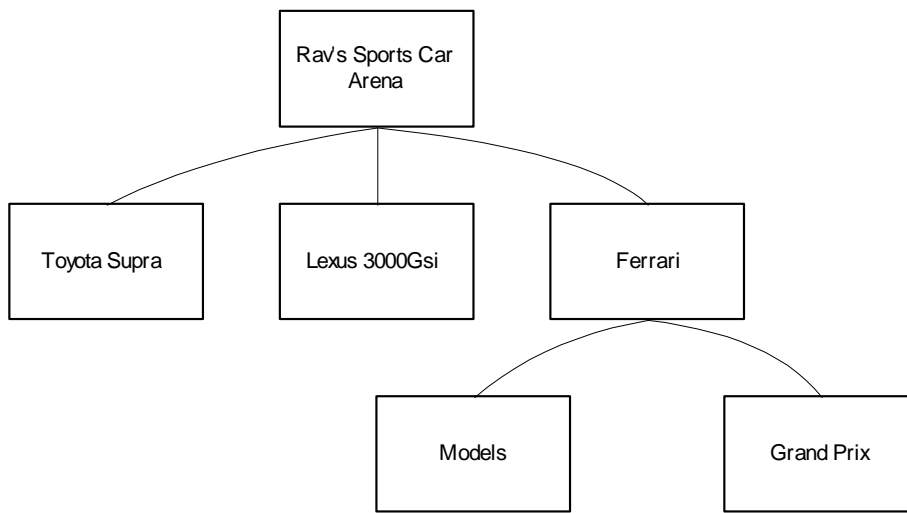 Rav's Sports Car
Arena
Toyota Supra
Lexus 3000Gsi
Ferrari
Models
Grand Prix